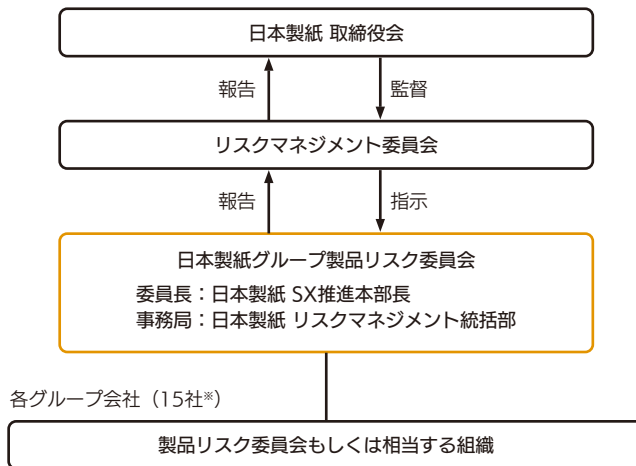 日本製紙 取締役会
報告
監督
リスクマネジメント委員会
報告
指示
日本製紙グループ製品リスク委員会
委員長：日本製紙 SX推進本部長
事務局：日本製紙 リスクマネジメント統括部
各グループ会社（15社※）
製品リスク委員会もしくは相当する組織